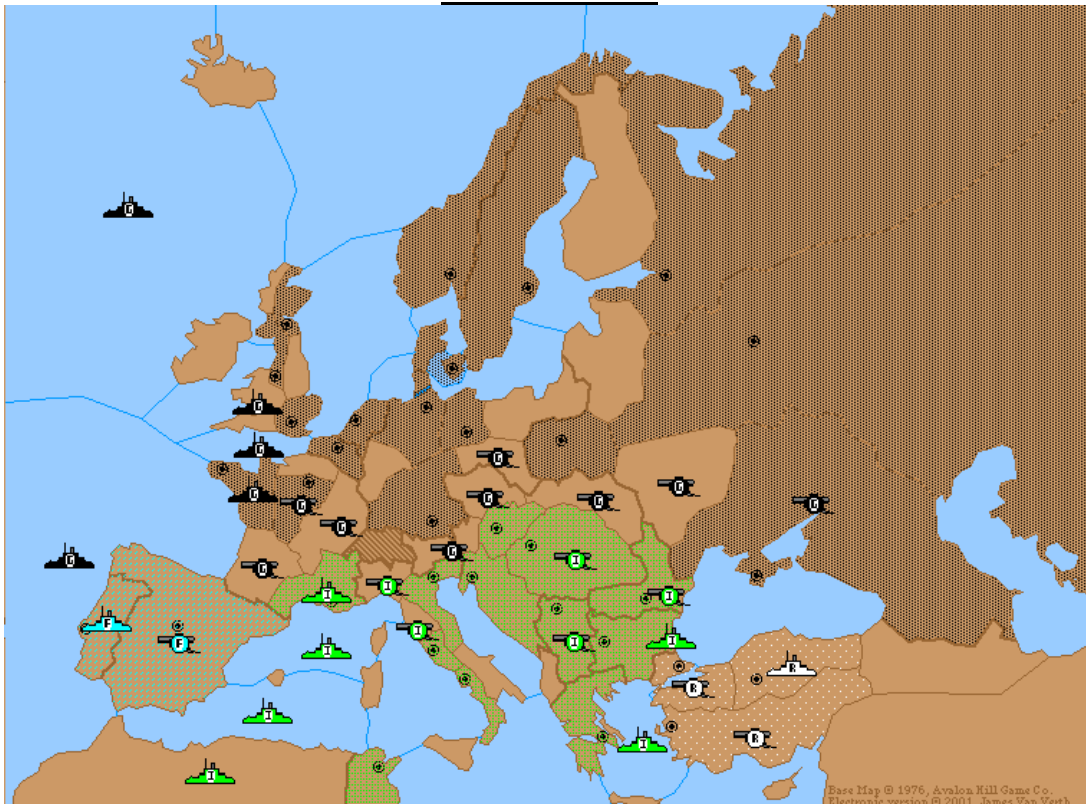 G
G
G
G
G
G
G
G
G
G
G
G
G
I
G
I
I
I
F
I
F
I
I
I
R
R
I
R
I
I
Base Map © 1976, Avalon Hill Game Co.
Electronic version © 2001, James Van Verth